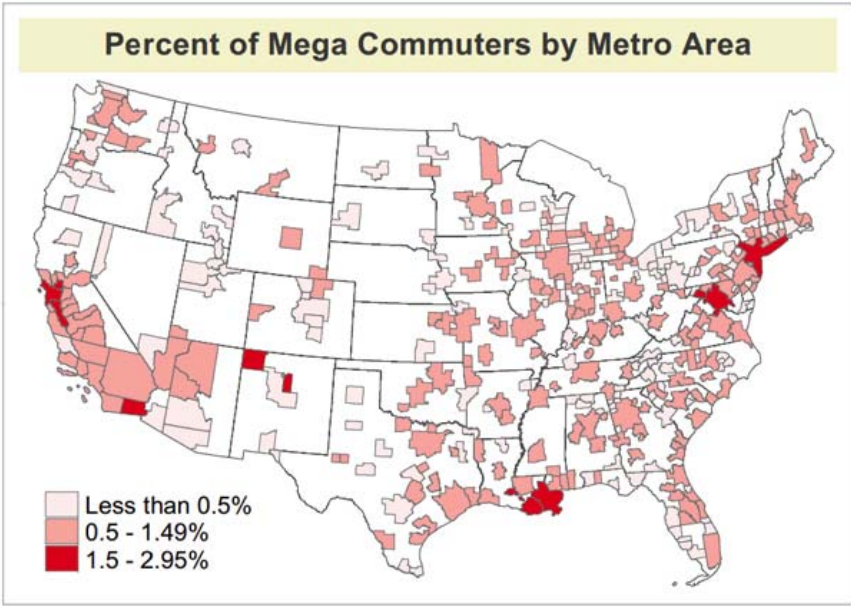 Percent of Mega Commuters by Metro Area
Less than 0.5%
0.5 - 1.49%
1.5 - 2.95%